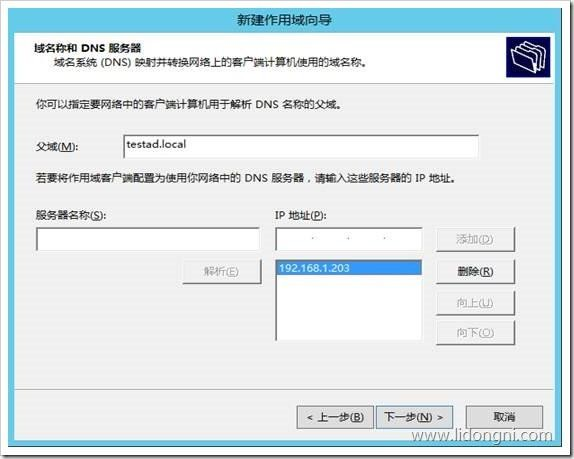 新建作用域向导
域名称和 DNS 服务器
域名系统 (DNS) 映射并转换网络上的客户端计算机使用的域名称。
你可以指定要网络中的客户端计算机用于解析 DNS 名称的父域。
父域(M):
testad.local
若要将作用域客户端配置为使用你网络中的 DNS 服务器，请输入这些服务器的 IP 地址。
服务器名称(S):
IP 地址(P):
添加(D)
解析(E)
192.168.1.203
删除(R)
向上(U)
向下(O)
< 上一步(B)
下一步(N) >
取消
www.lidongni.com